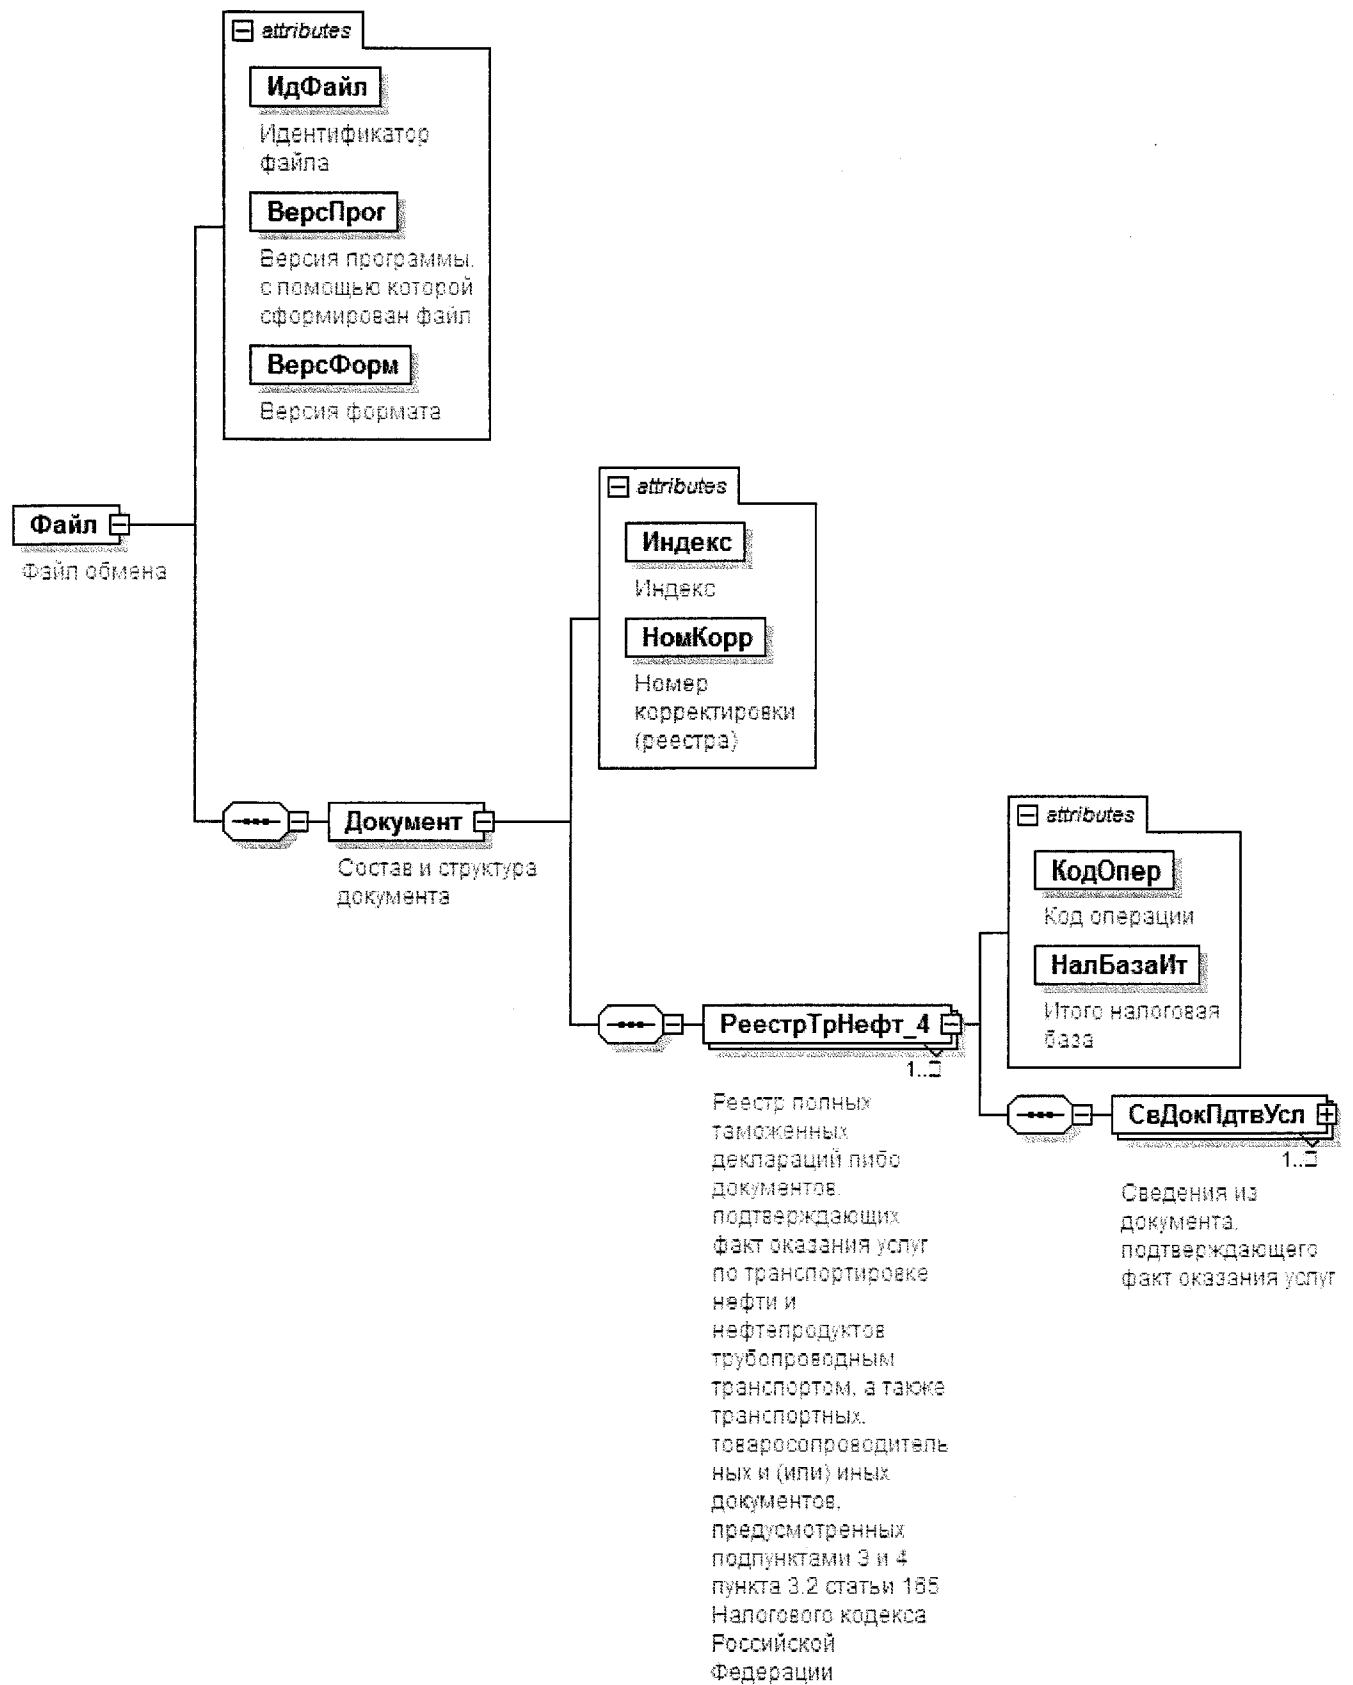 attributes
ИдФайл
Идентификатор
файла
ВерсПрог
Версия программы,
с помощью которой
сформирован файл
ВерсФорм
Версия формата
Файл
Файл обмена
attributes
Индекс
Индекс
НомКорр
Номер
корректировки
(реестра)
Документ
Состав и структура
документа
attributes
КодОпер
Код операции
НалБазаИт
Итого налоговая
база
РеестрТрНефт_4
1..□
Реестр полных
таможенных
деклараций либо
документов,
подтверждающих
факт оказания услуг
по транспортировке
нефти и
нефтепродуктов
трубопроводным
транспортом, а также
транспортных,
товаросопроводитель
ных и (или) иных
документов,
предусмотренных
подпунктами 3 и 4
пункта 3.2 статьи 165
Налогового кодекса
Российской
Федерации
СвДокПдтвУсл
1..□
Сведения из
документа,
подтверждающего
факт оказания услуг